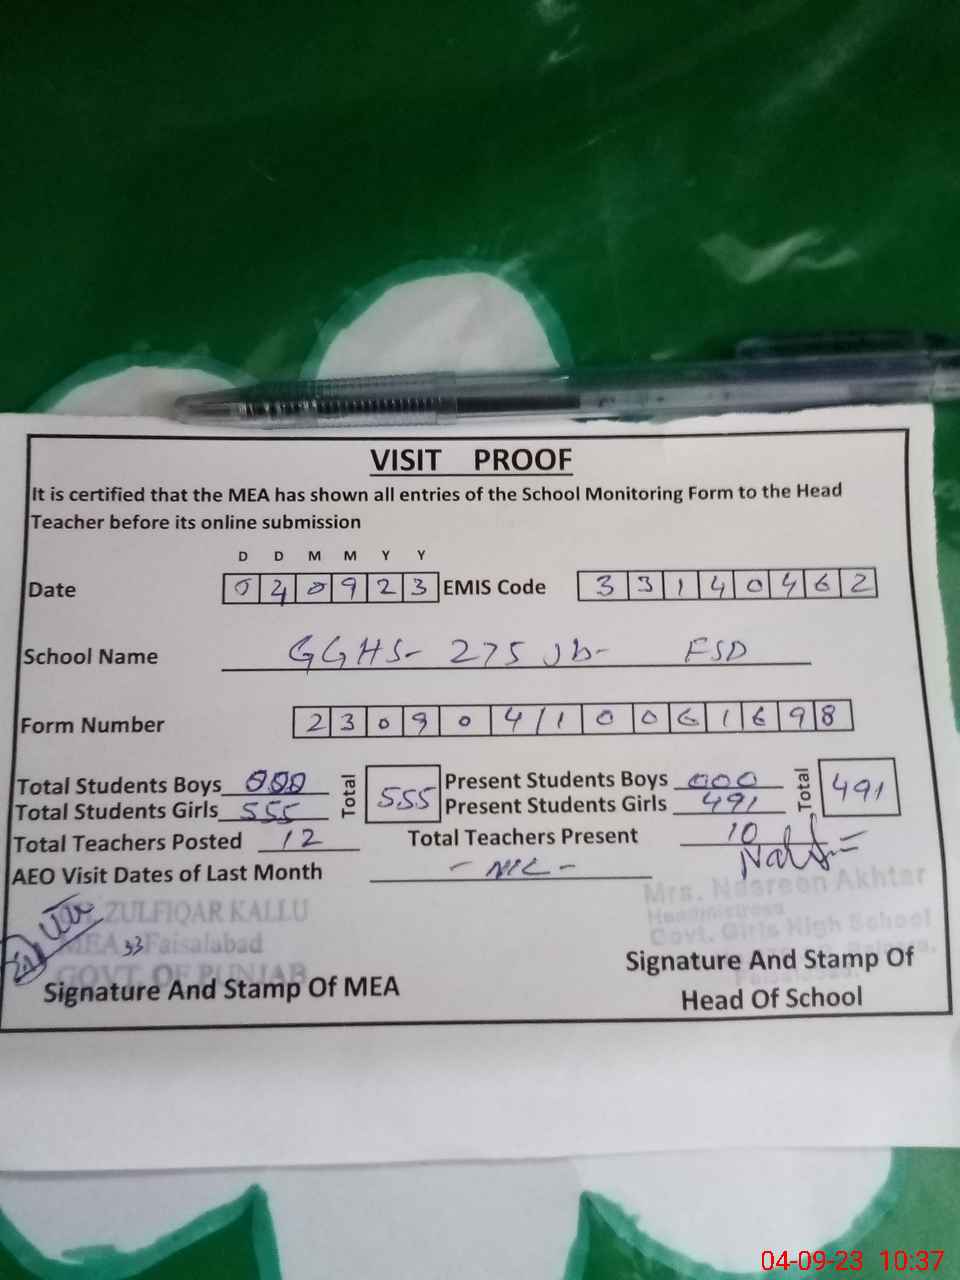 VISIT PROOF
It is certified that the MEA has shown all entries of the School Monitoring Form to the Head
Teacher before its online submission
D D M M Y Y
Date 0 4 0 9 2 3 EMIS Code 3 3 1 4 0 4 6 2
School Name GGHS- 275 Jb- FSD
Form Number 2 3 0 9 0 4 / 1 0 0 6 1 6 9 8
Total Students Boys 000 Total 555 Present Students Boys 000 Total 491
Total Students Girls 555 Present Students Girls 491
Total Teachers Posted 12 Total Teachers Present 10
AEO Visit Dates of Last Month - NIL -
ZULFIQAR KALLU
MEA 33 Faisalabad
GOVT. OF PUNJAB
Signature And Stamp Of MEA
Mrs. Nasreen Akhtar
Headmistress
Govt. Girls High School
Signature And Stamp Of
Head Of School
04-09-23 10:37